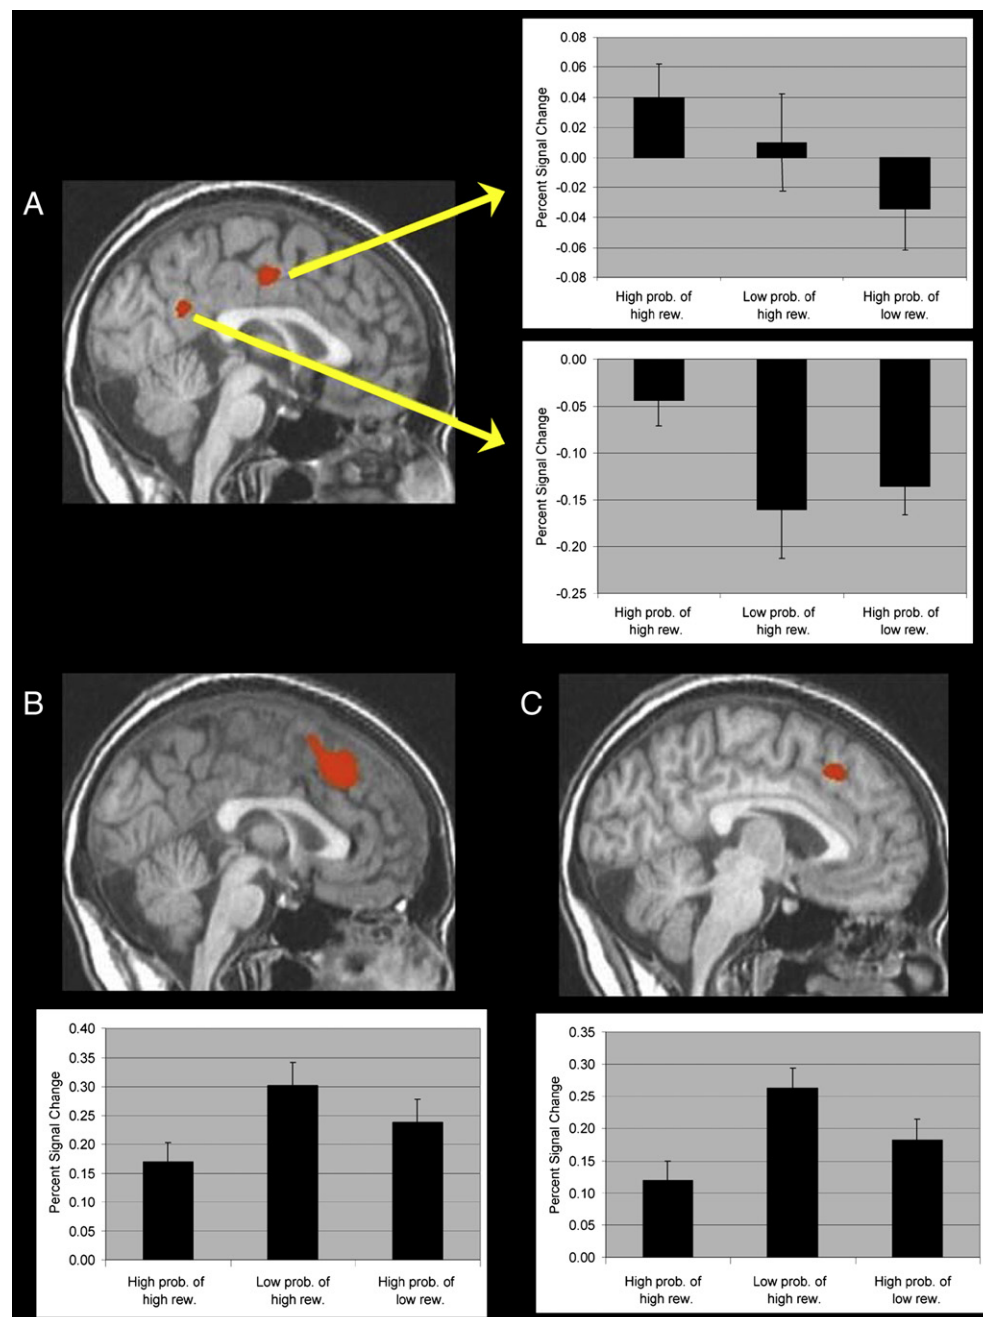 A
Percent Signal Change
0.08
0.06
0.04
0.02
0.00
-0.02
-0.04
-0.06
-0.08
High prob. of
high rew.
Low prob. of
high rew.
High prob. of
low rew.
Percent Signal Change
0.00
-0.05
-0.10
-0.15
-0.20
-0.25
High prob. of
high rew.
Low prob. of
high rew.
High prob. of
low rew.
B
Percent Signal Change
0.40
0.35
0.30
0.25
0.20
0.15
0.10
0.05
0.00
High prob. of
high rew.
Low prob. of
high rew.
High prob. of
low rew.
C
Percent Signal Change
0.35
0.30
0.25
0.20
0.15
0.10
0.05
0.00
High prob. of
high rew.
Low prob. of
high rew.
High prob. of
low rew.